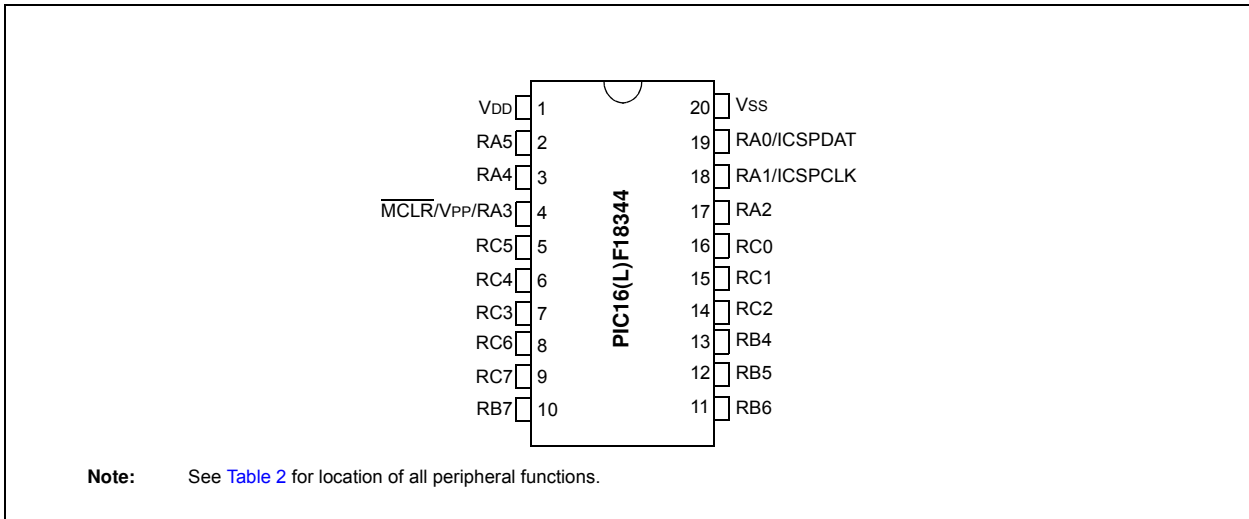 VDD 1 20 VSS
RA5 2 19 RA0/ICSPDAT
RA4 3 18 RA1/ICSPCLK
MCLR/VPP/RA3 4 17 RA2
RC5 5 16 RC0
RC4 6 15 RC1
RC3 7 14 RC2
RC6 8 13 RB4
RC7 9 12 RB5
RB7 10 11 RB6
PIC16(L)F18344
Note: See Table 2 for location of all peripheral functions.